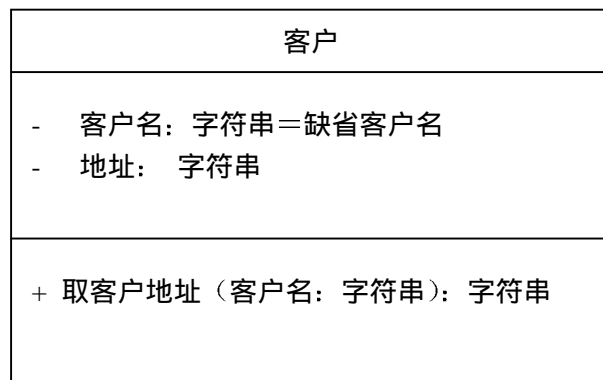 客户
- 客户名：字符串＝缺省客户名
- 地址： 字符串
+ 取客户地址（客户名：字符串）：字符串